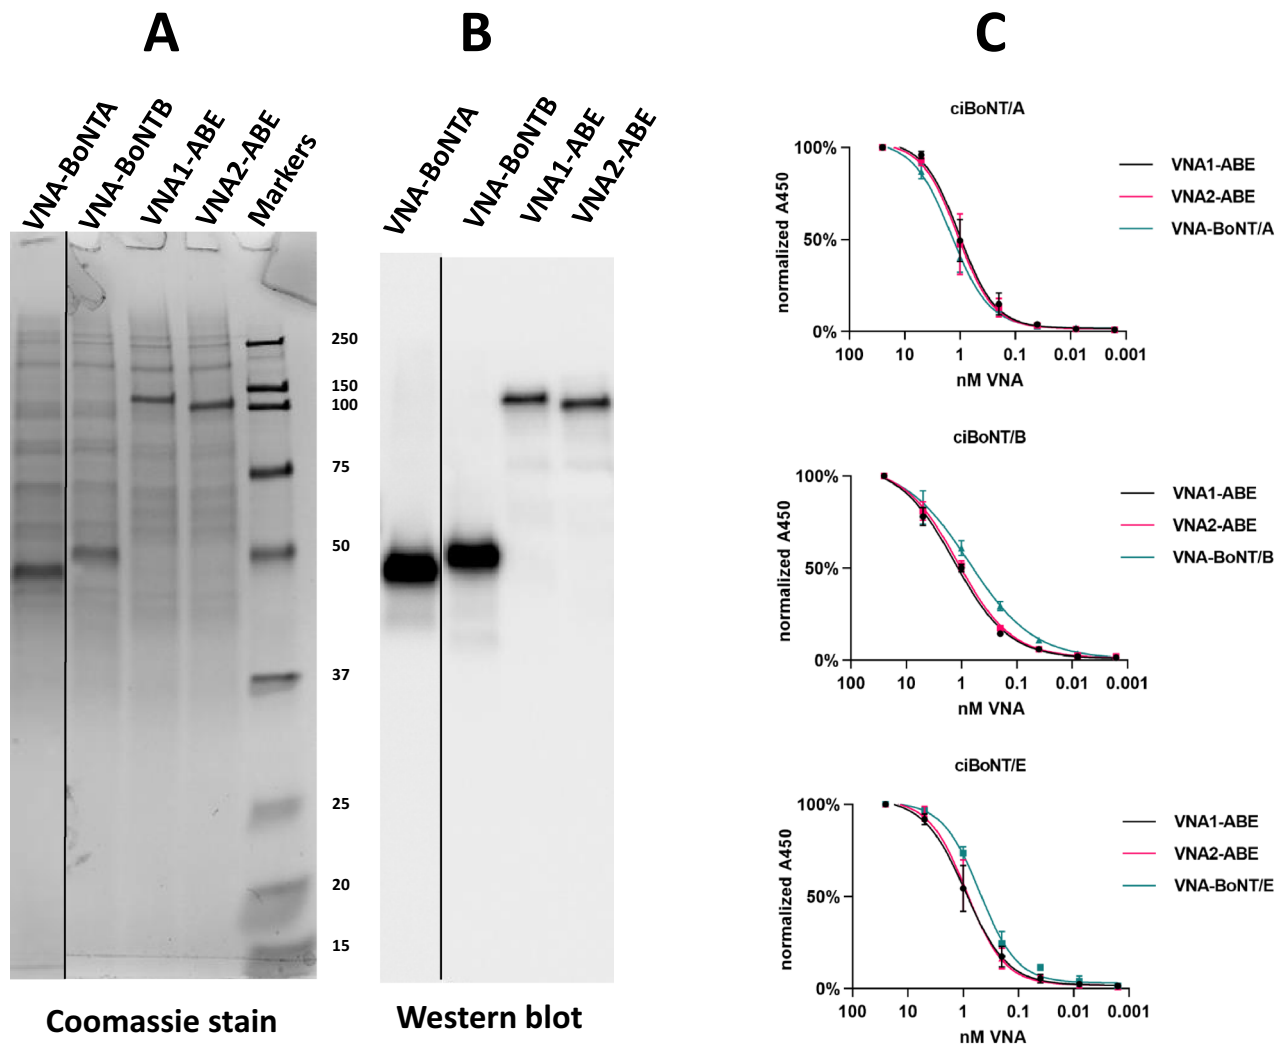 A
B
C
VNA-BoNTA
VNA-BoNTB
VNA1-ABE
VNA2-ABE
Markers
250
150
100
75
50
37
25
20
15
Coomassie stain
VNA-BoNTA
VNA-BoNTB
VNA1-ABE
VNA2-ABE
Western blot
ciBoNT/A
100%
50%
0%
normalized A450
100 10 1 0.1 0.01 0.001
nM VNA
VNA1-ABE
VNA2-ABE
VNA-BoNT/A
ciBoNT/B
100%
50%
0%
normalized A450
100 10 1 0.1 0.01 0.001
nM VNA
VNA1-ABE
VNA2-ABE
VNA-BoNT/B
ciBoNT/E
100%
50%
0%
normalized A450
100 10 1 0.1 0.01 0.001
nM VNA
VNA1-ABE
VNA2-ABE
VNA-BoNT/E